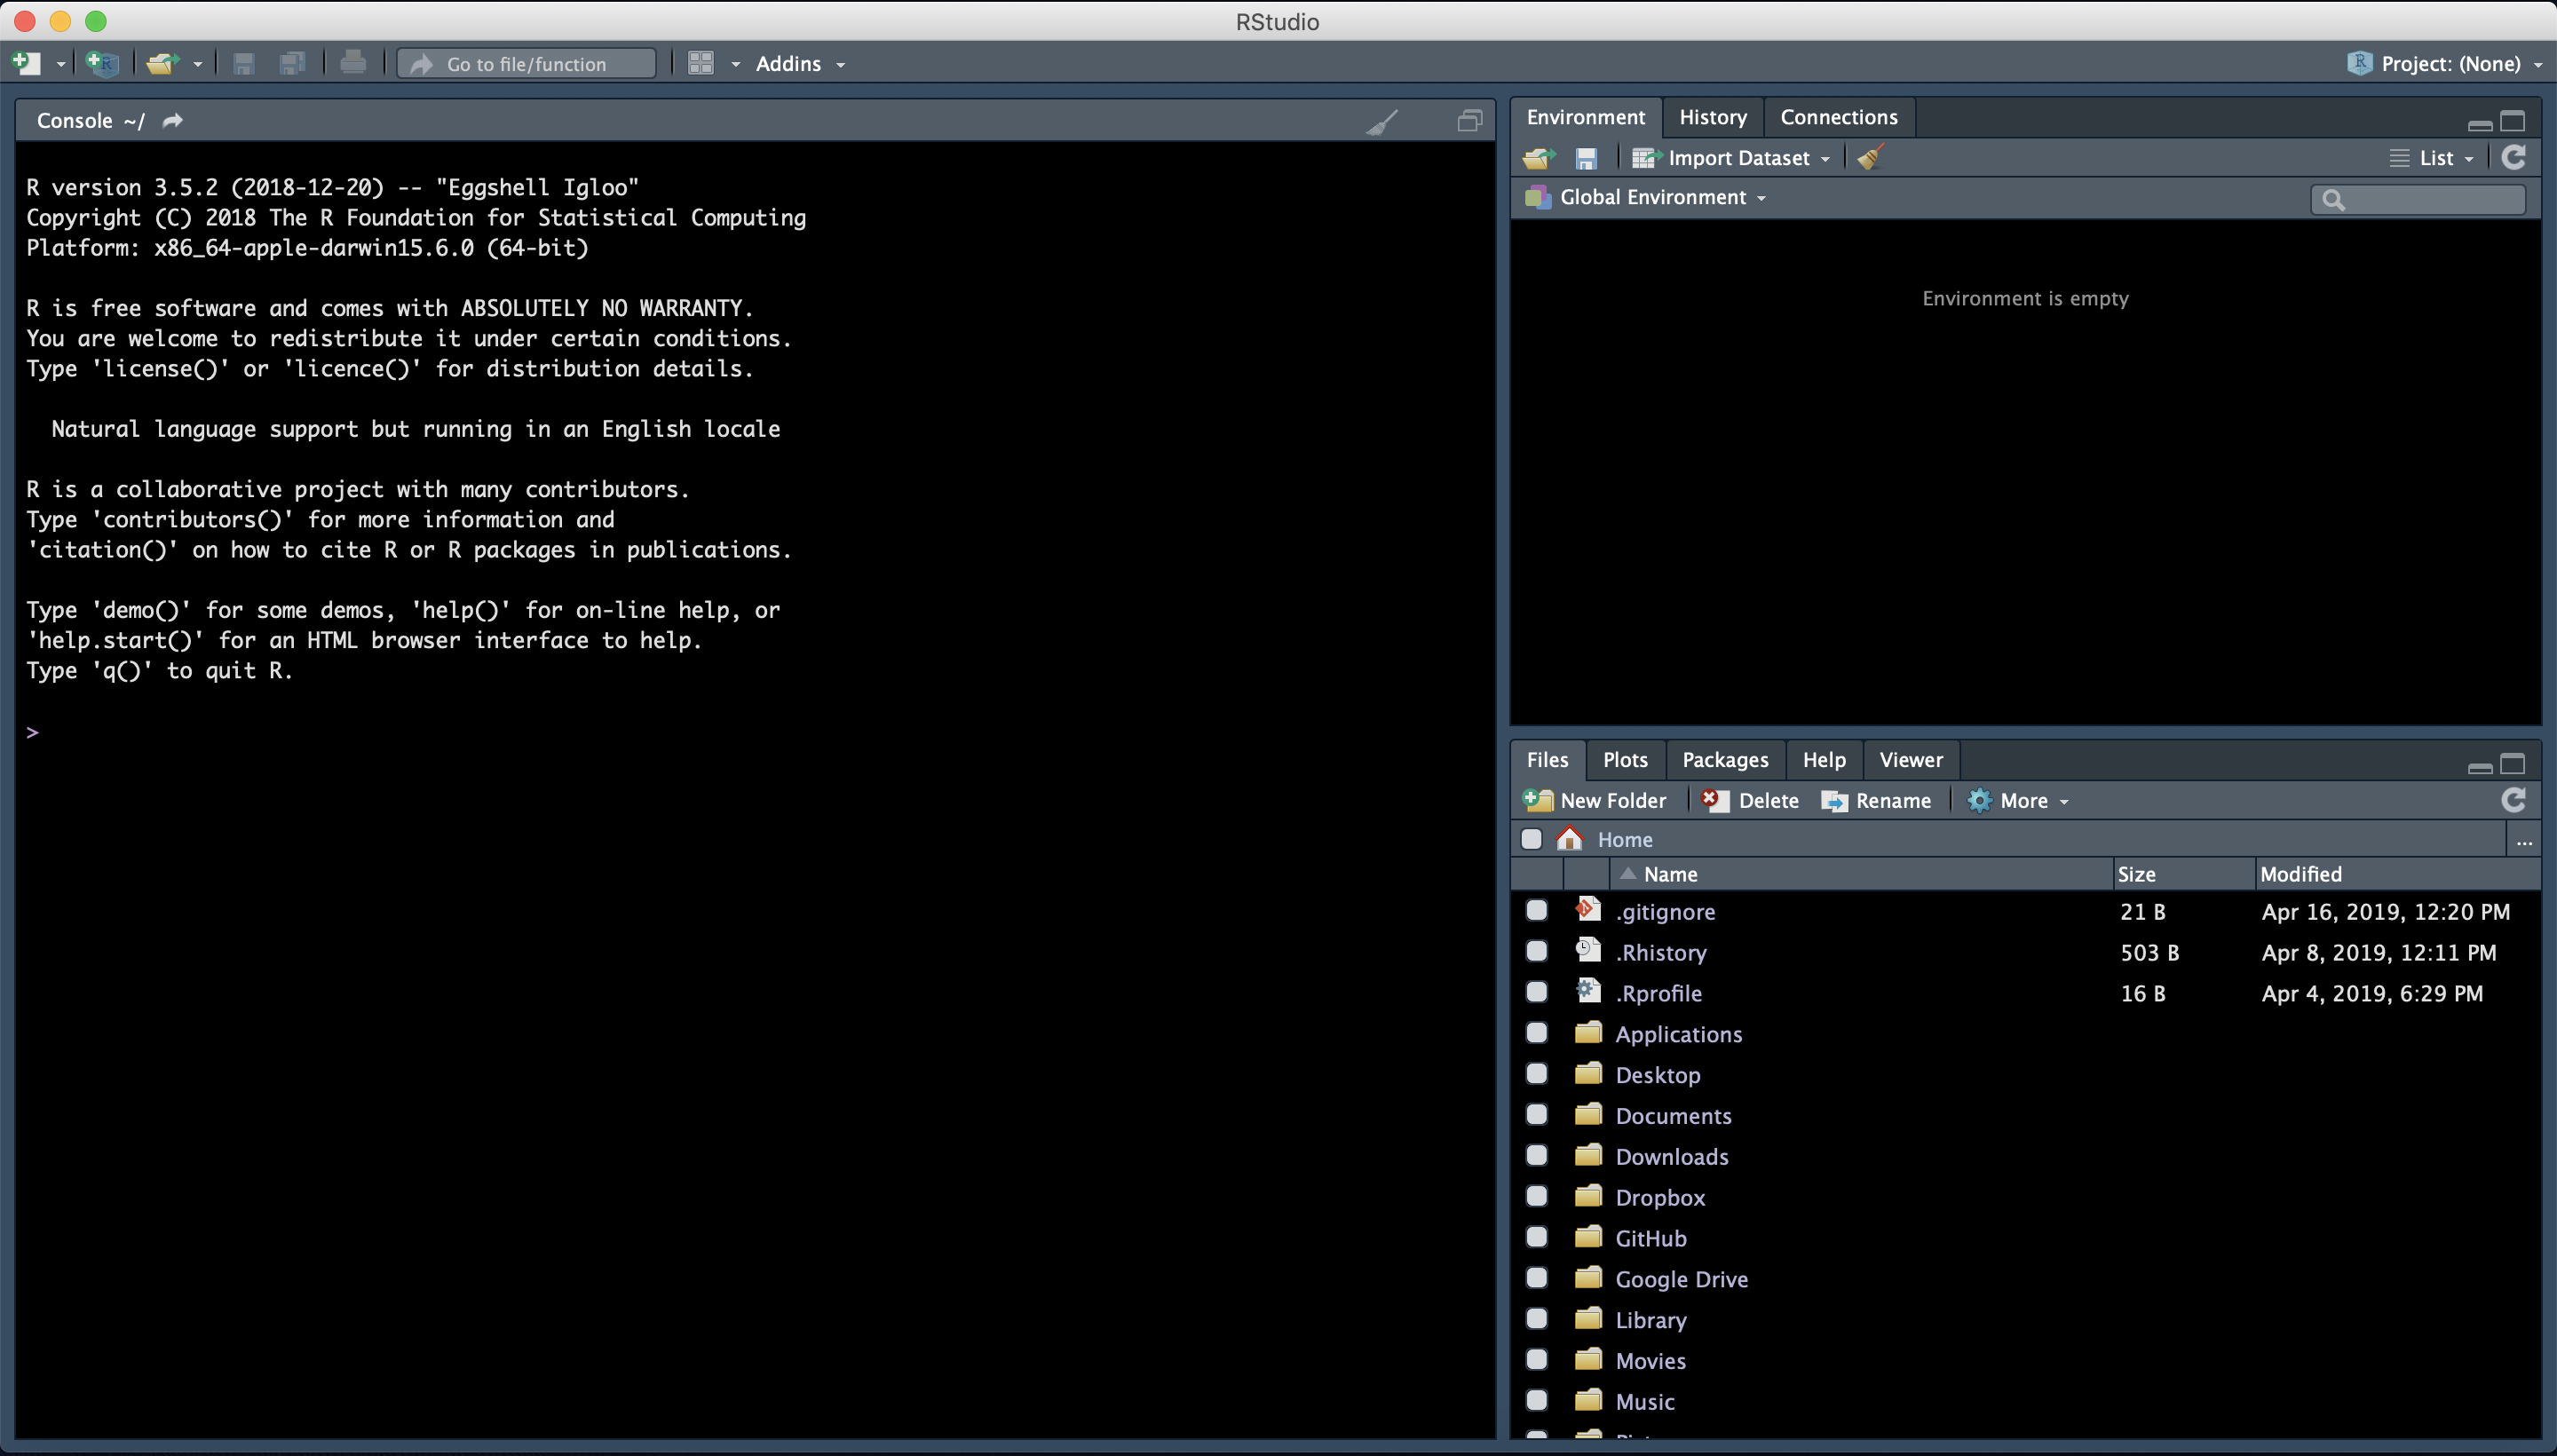 RStudio
Go to file/function
Addins
Project: (None)
Console ~/
R version 3.5.2 (2018-12-20) -- "Eggshell Igloo"
Copyright (C) 2018 The R Foundation for Statistical Computing
Platform: x86_64-apple-darwin15.6.0 (64-bit)
R is free software and comes with ABSOLUTELY NO WARRANTY.
You are welcome to redistribute it under certain conditions.
Type 'license()' or 'licence()' for distribution details.
Natural language support but running in an English locale
R is a collaborative project with many contributors.
Type 'contributors()' for more information and
'citation()' on how to cite R or R packages in publications.
Type 'demo()' for some demos, 'help()' for on-line help, or
'help.start()' for an HTML browser interface to help.
Type 'q()' to quit R.
>
Environment History Connections
Import Dataset List
Global Environment
Environment is empty
Files Plots Packages Help Viewer
New Folder Delete Rename More
Home ...
Name Size Modified
.gitignore 21 B Apr 16, 2019, 12:20 PM
.Rhistory 503 B Apr 8, 2019, 12:11 PM
.Rprofile 16 B Apr 4, 2019, 6:29 PM
Applications
Desktop
Documents
Downloads
Dropbox
GitHub
Google Drive
Library
Movies
Music